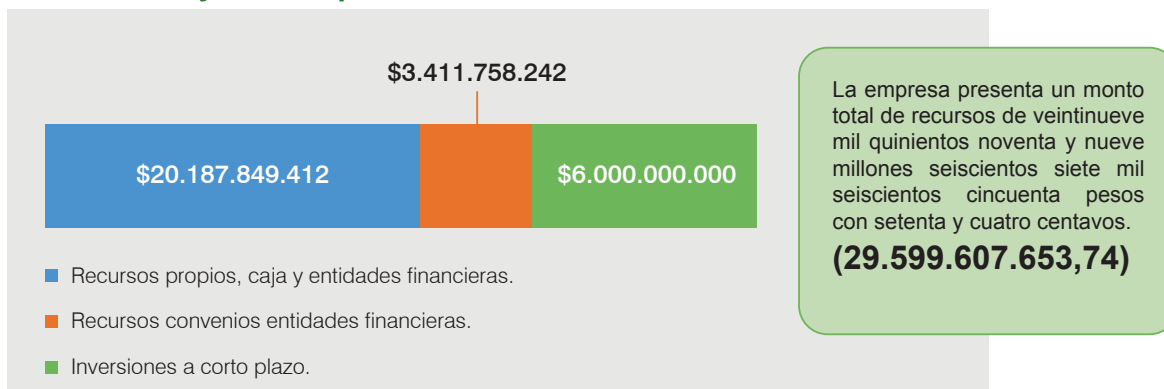 $3.411.758.242
$20.187.849.412
$6.000.000.000
Recursos propios, caja y entidades financieras.
Recursos convenios entidades financieras.
Inversiones a corto plazo.
La empresa presenta un monto
total de recursos de veintinueve
mil quinientos noventa y nueve
millones seiscientos siete mil
seiscientos cincuenta pesos
con setenta y cuatro centavos.
(29.599.607.653,74)